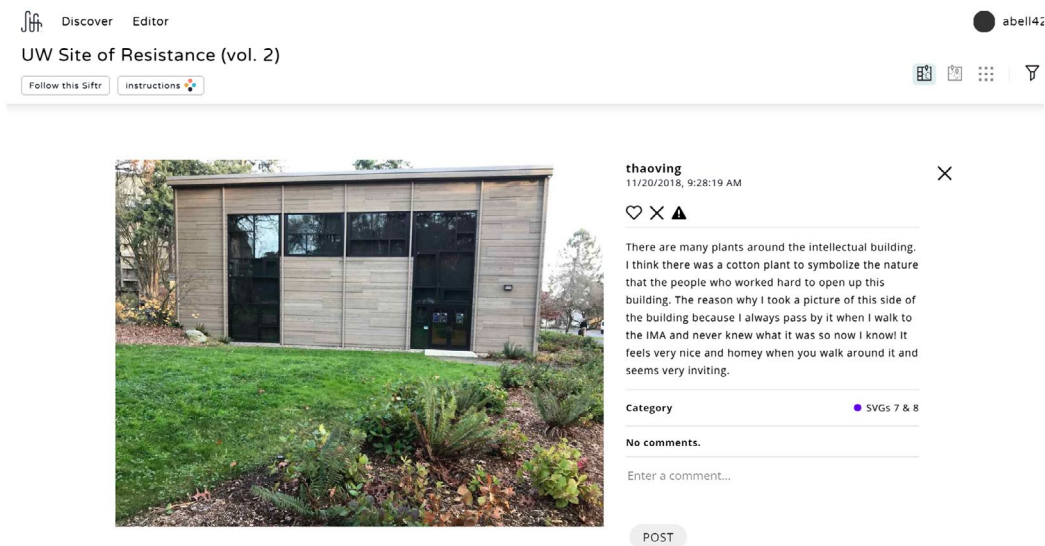 Discover Editor
abell42
UW Site of Resistance (vol. 2)
Follow this Siftr instructions
thaoving
11/20/2018, 9:28:19 AM
There are many plants around the intellectual building.
I think there was a cotton plant to symbolize the nature
that the people who worked hard to open up this
building. The reason why I took a picture of this side of
the building because I always pass by it when I walk to
the IMA and never knew what it was so now I know! It
feels very nice and homey when you walk around it and
seems very inviting.
Category SVGs 7 & 8
No comments.
Enter a comment...
POST